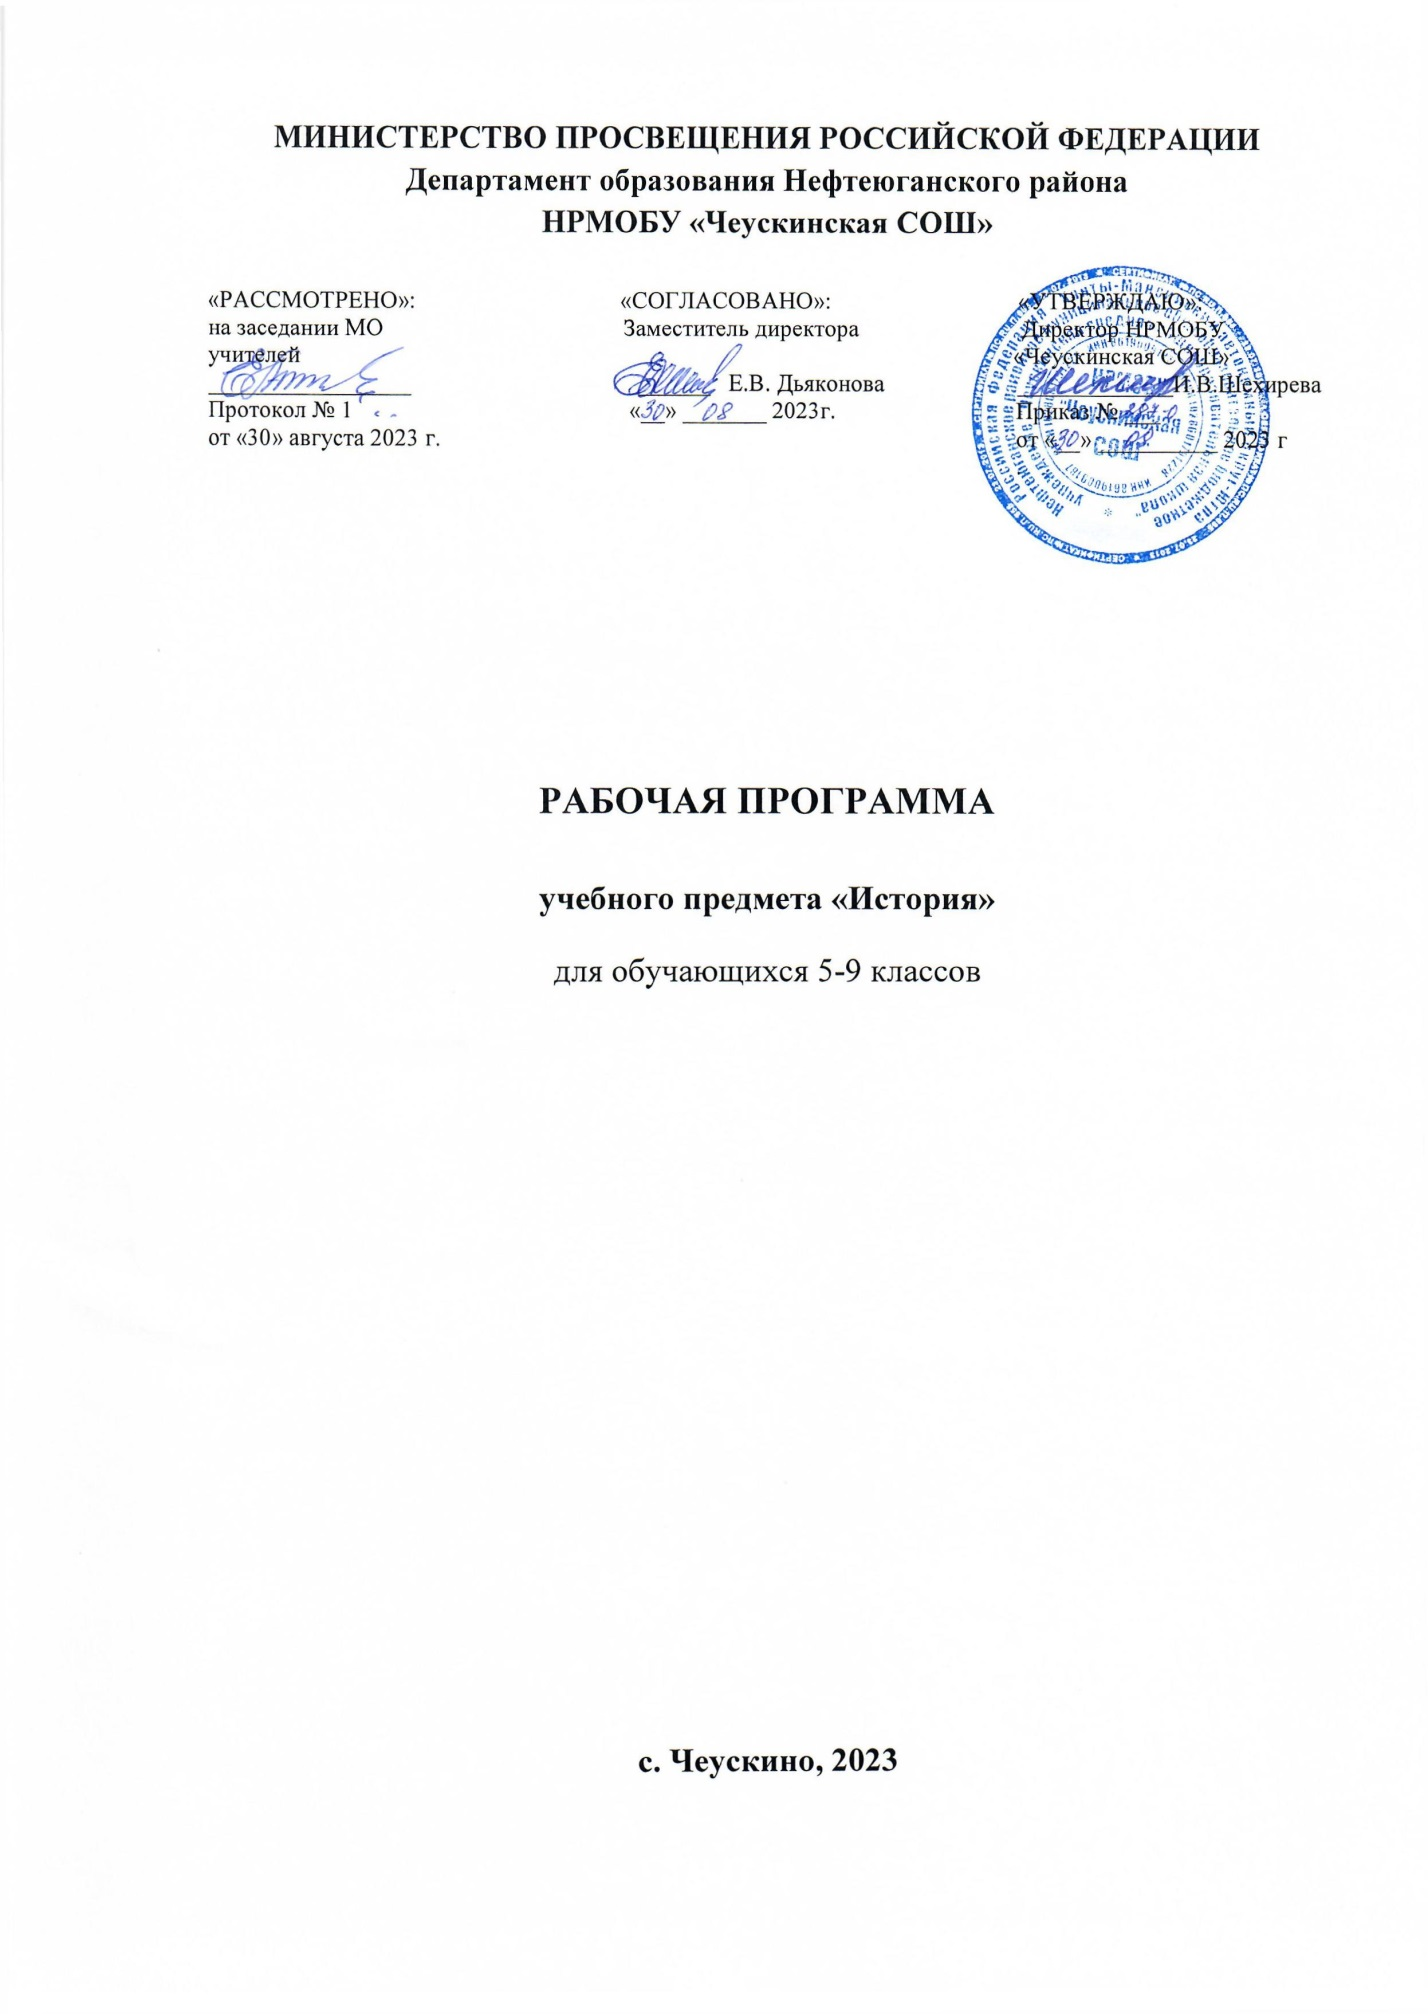 МИНИСТЕРСТВО ПРОСВЕЩЕНИЯ РОССИЙСКОЙ ФЕДЕРАЦИИ
Департамент образования Нефтеюганского района
НРМОБУ «Чеускинская СОШ»
«РАССМОТРЕНО»:
на заседании МО
учителей
Протокол № 1
от «30» августа 2023 г.
«СОГЛАСОВАНО»:
Заместитель директора
Е.В. Дьяконова
«30» 08 2023г.
«УТВЕРЖДАЮ»:
Директор НРМОБУ
«Чеускинская СОШ»
И.В.Шехирева
Приказ №
от «30» 08 2023 г
РАБОЧАЯ ПРОГРАММА
учебного предмета «История»
для обучающихся 5-9 классов
с. Чеускино, 2023